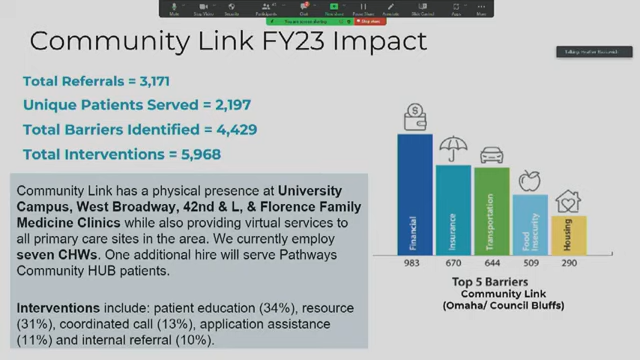 Community Link FY23 Impact
Total Referrals = 3,171
Unique Patients Served = 2,197
Total Barriers Identified = 4,429
Total Interventions = 5,968
Community Link has a physical presence at University
Campus, West Broadway, 42nd & L, & Florence Family
Medicine Clinics while also providing virtual services to
all primary care sites in the area. We currently employ
seven CHWs. One additional hire will serve Pathways
Community HUB patients.
Interventions include: patient education (34%), resource
(31%), coordinated call (13%), application assistance
(11%) and internal referral (10%).
$
Financial
Insurance
Transportation
Food
Insecurity
Housing
983 670 644 509 290
Top 5 Barriers
Community Link
(Omaha/ Council Bluffs)